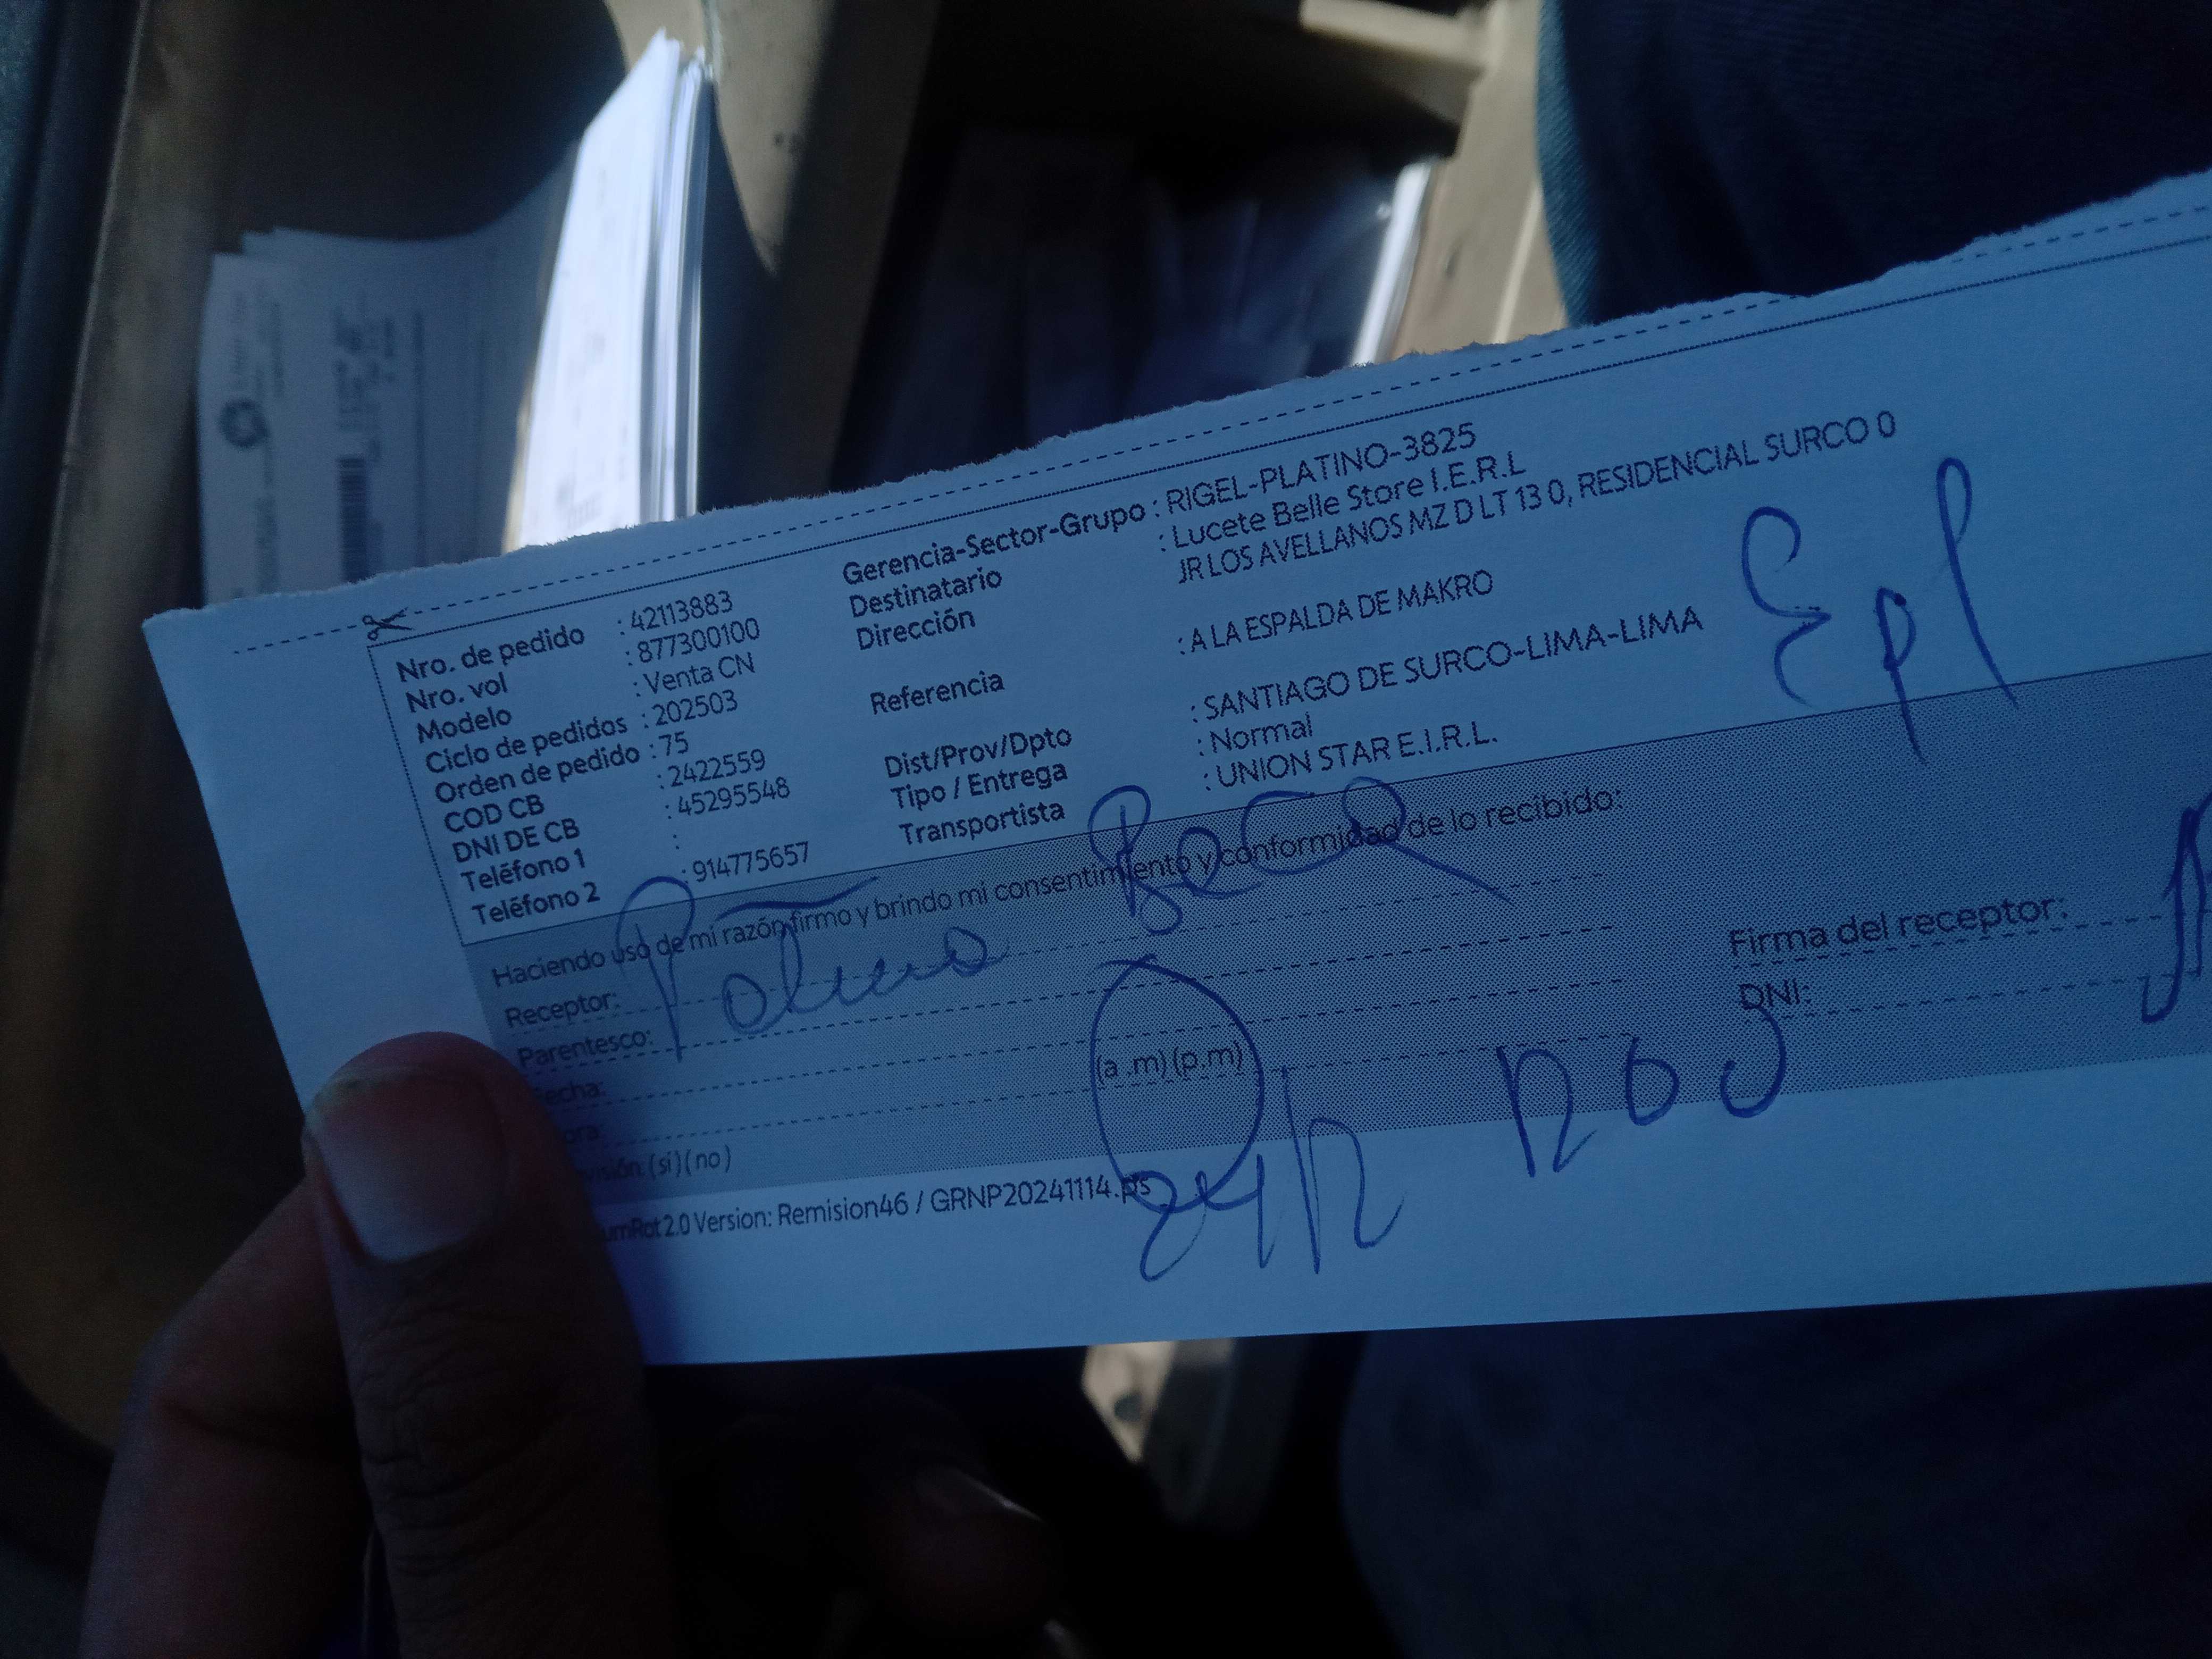 Nro. de pedido : 42113883
Nro. vol : 877300100
Modelo : Venta CN
Ciclo de pedidos : 202503
Orden de pedido : 75
COD CB : 2422559
DNI DE CB : 45295548
Teléfono 1 :
Teléfono 2 : 914775657
Gerencia-Sector-Grupo : RIGEL-PLATINO-3825
Destinatario : Lucete Belle Store I.E.R.L
Dirección JR LOS AVELLANOS MZ D LT 13 0, RESIDENCIAL SURCO 0
Referencia : A LA ESPALDA DE MAKRO
Dist/Prov/Dpto : SANTIAGO DE SURCO-LIMA-LIMA
Tipo / Entrega : Normal
Transportista : UNION STAR E.I.R.L.
Haciendo uso de mi razón firmo y brindo mi consentimiento y conformidad de lo recibido:
Receptor:
Parentesco:
(a .m) (p.m)
(si) (no)
Firma del receptor:
DNI:
2.0 Version: Remision46 / GRNP20241114.ps